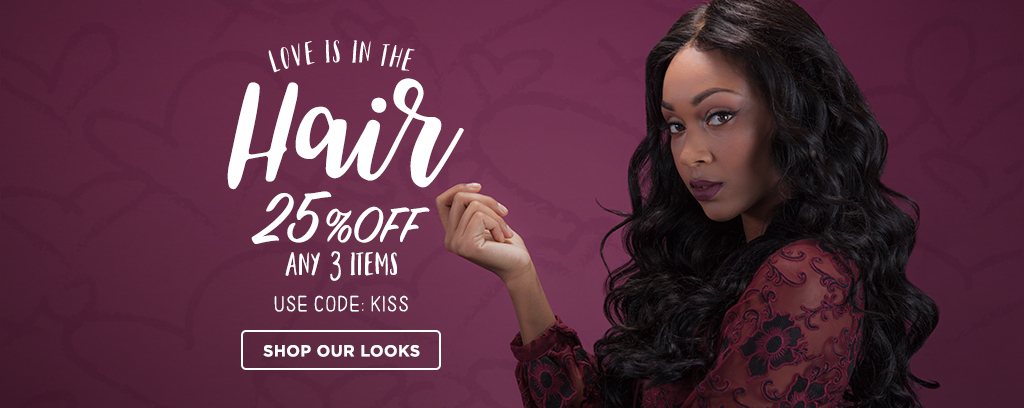 LOVE IS IN THE
Hair
25% OFF
ANY 3 ITEMS
USE CODE: KISS
SHOP OUR LOOKS